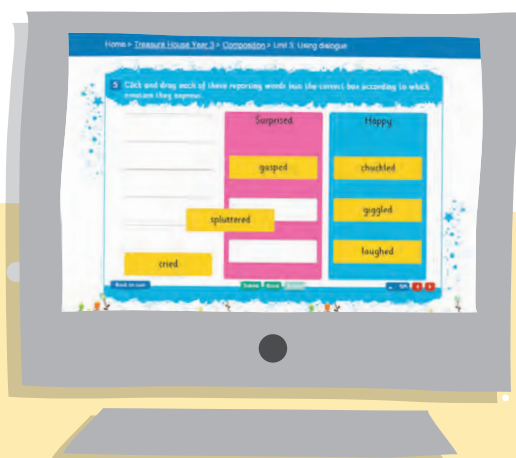 Home > Treasure House Year 3 > Composition > Unit 5: Using dialogue
5 Click and drag each of these reporting words into the correct box according to which
emotion they express.
Surprised
Happy
gasped
chuckled
spluttered
giggled
cried
laughed
Back to unit